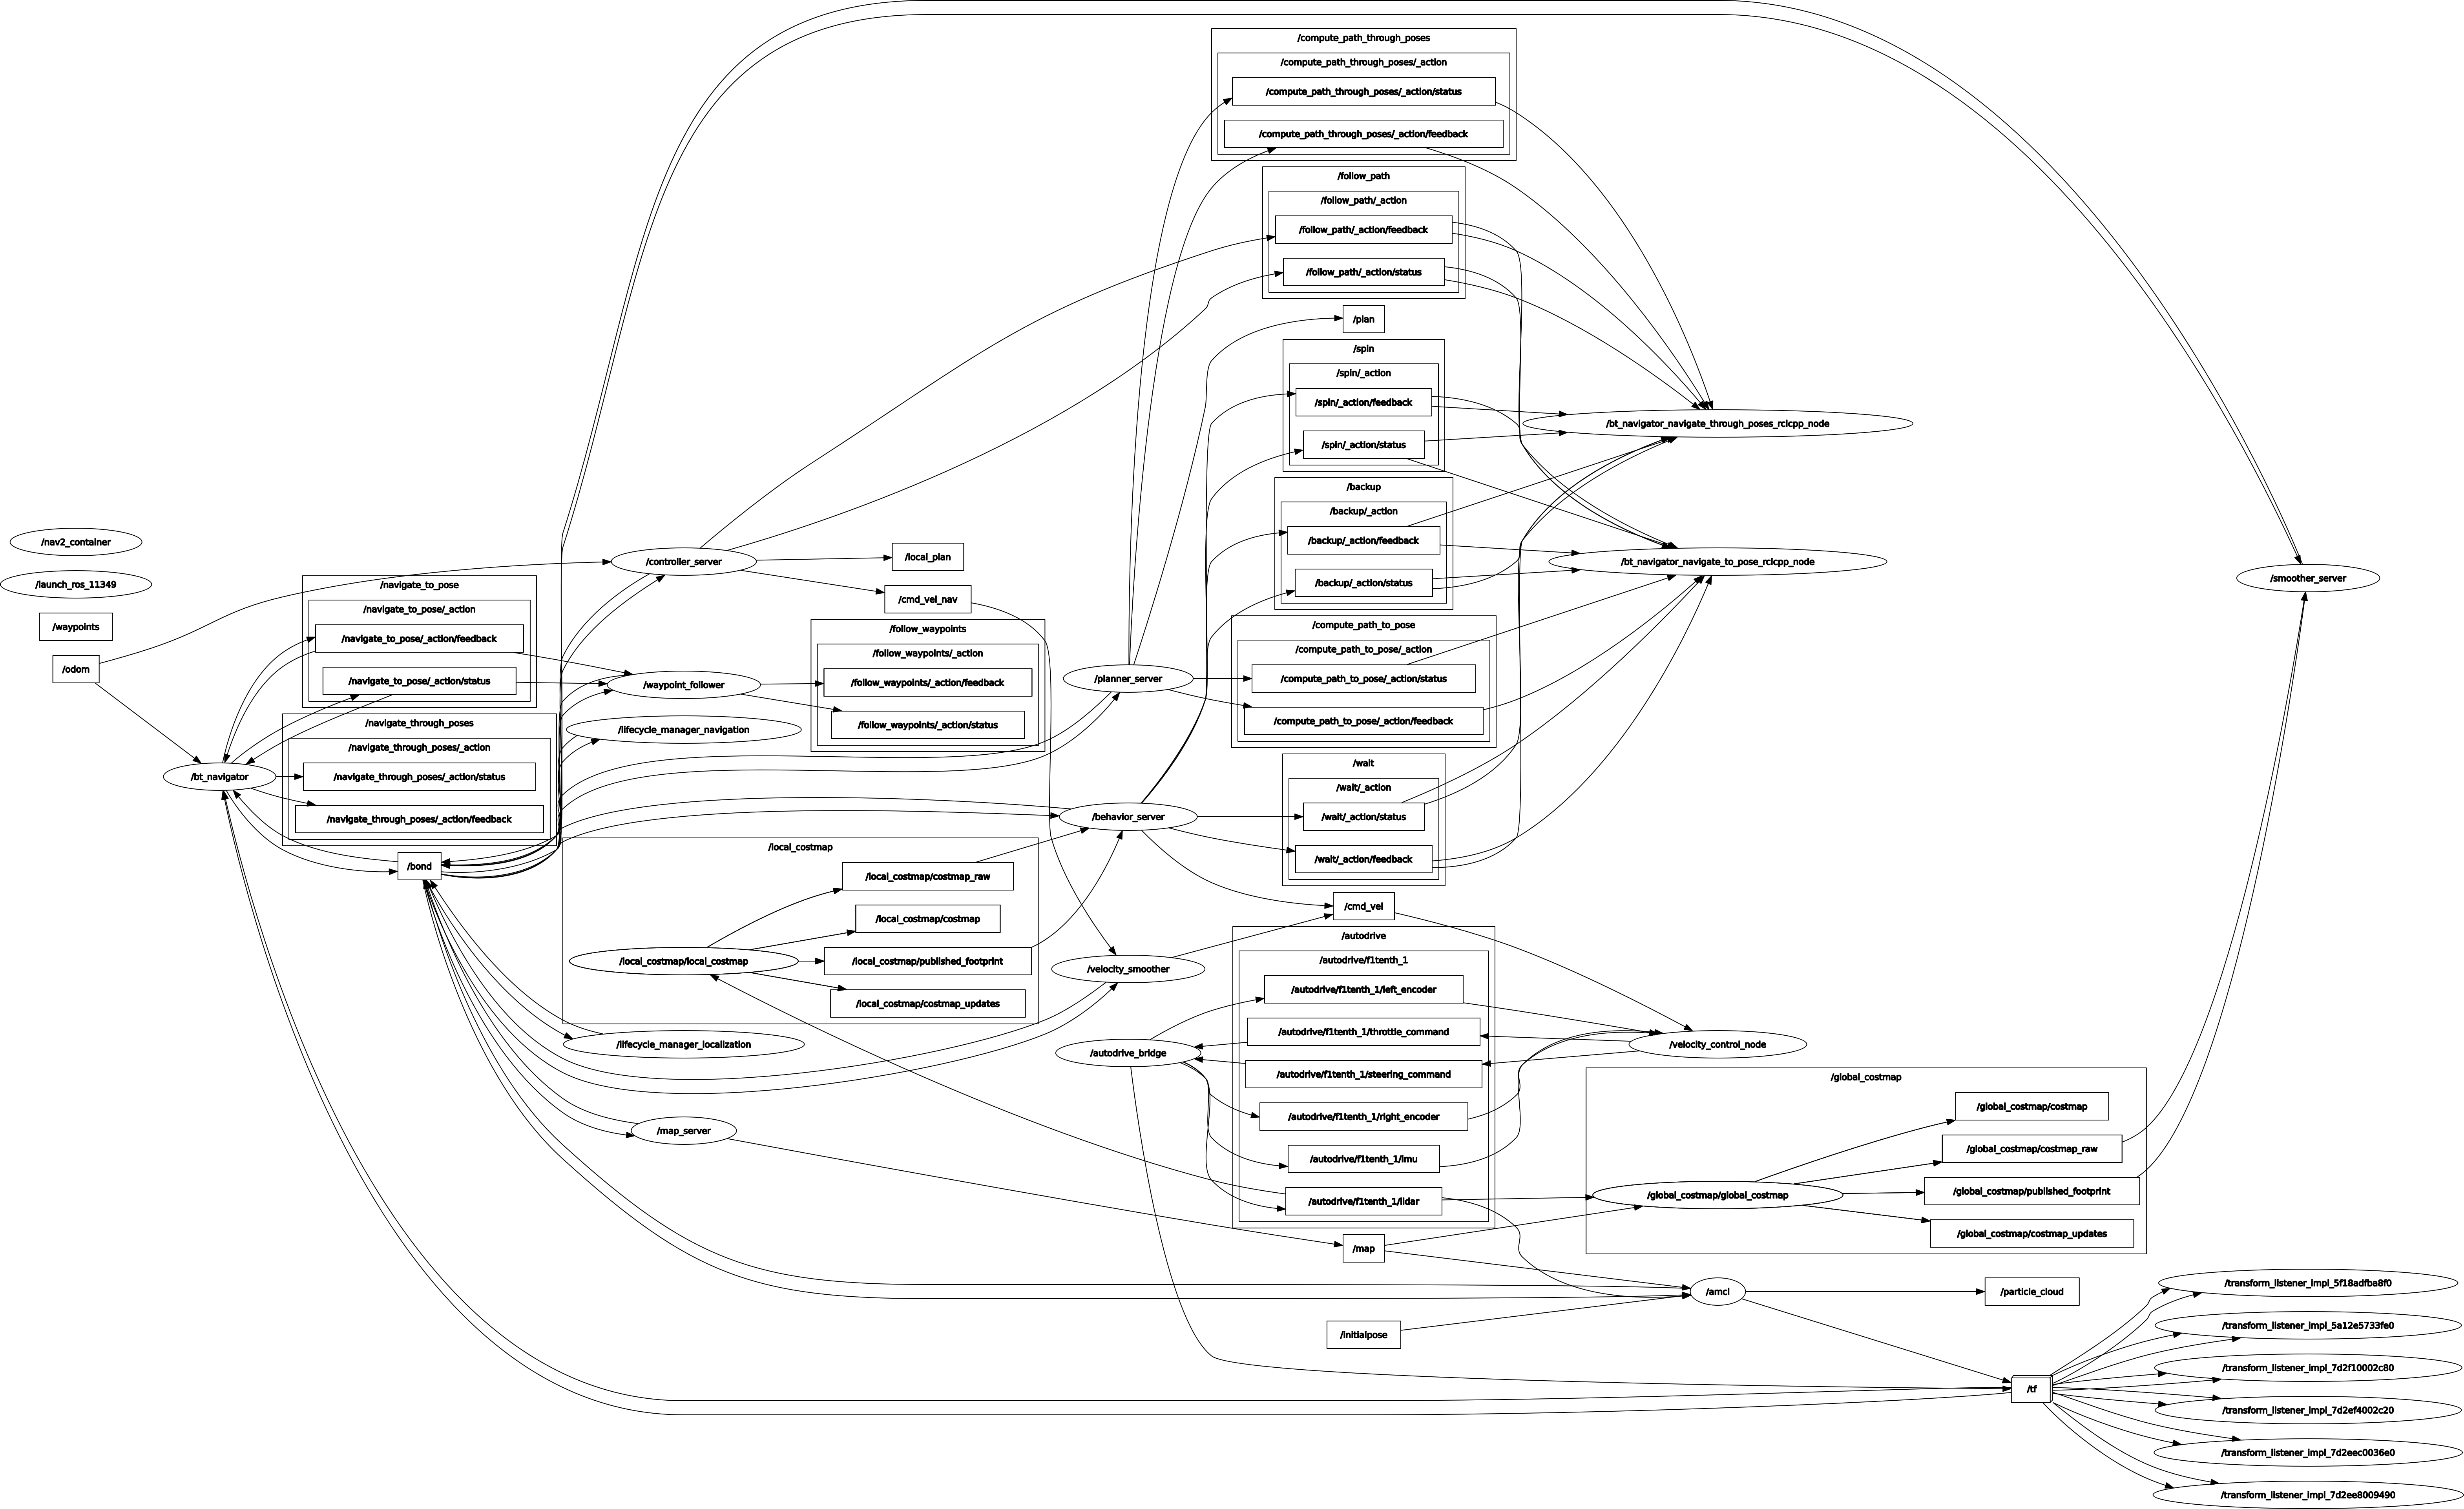 /compute_path_through_poses
/compute_path_through_poses/_action
/compute_path_through_poses/_action/status
/compute_path_through_poses/_action/feedback
/follow_path
/follow_path/_action
/follow_path/_action/feedback
/follow_path/_action/status
/plan
/spin
/spin/_action
/spin/_action/feedback
/spin/_action/status
/bt_navigator_navigate_through_poses_rclcpp_node
/backup
/backup/_action
/backup/_action/feedback
/backup/_action/status
/bt_navigator_navigate_to_pose_rclcpp_node
/smoother_server
/nav2_container
/launch_ros_11349
/waypoints
/odom
/navigate_to_pose
/navigate_to_pose/_action
/navigate_to_pose/_action/feedback
/navigate_to_pose/_action/status
/navigate_through_poses
/navigate_through_poses/_action
/navigate_through_poses/_action/status
/navigate_through_poses/_action/feedback
/bt_navigator
/bond
/controller_server
/local_plan
/cmd_vel_nav
/waypoint_follower
/lifecycle_manager_navigation
/follow_waypoints
/follow_waypoints/_action
/follow_waypoints/_action/feedback
/follow_waypoints/_action/status
/planner_server
/compute_path_to_pose
/compute_path_to_pose/_action
/compute_path_to_pose/_action/status
/compute_path_to_pose/_action/feedback
/behavior_server
/wait
/wait/_action
/wait/_action/status
/wait/_action/feedback
/local_costmap
/local_costmap/costmap_raw
/local_costmap/costmap
/local_costmap/local_costmap
/local_costmap/published_footprint
/local_costmap/costmap_updates
/lifecycle_manager_localization
/map_server
/cmd_vel
/velocity_smoother
/autodrive
/autodrive/f1tenth_1
/autodrive/f1tenth_1/left_encoder
/autodrive/f1tenth_1/throttle_command
/autodrive/f1tenth_1/steering_command
/autodrive/f1tenth_1/right_encoder
/autodrive/f1tenth_1/imu
/autodrive/f1tenth_1/lidar
/autodrive_bridge
/velocity_control_node
/global_costmap
/global_costmap/costmap
/global_costmap/costmap_raw
/global_costmap/global_costmap
/global_costmap/published_footprint
/global_costmap/costmap_updates
/map
/amcl
/initialpose
/particle_cloud
/tf
/transform_listener_impl_5f18adfba8f0
/transform_listener_impl_5a12e5733fe0
/transform_listener_impl_7d2f10002c80
/transform_listener_impl_7d2ef4002c20
/transform_listener_impl_7d2eec0036e0
/transform_listener_impl_7d2ee8009490